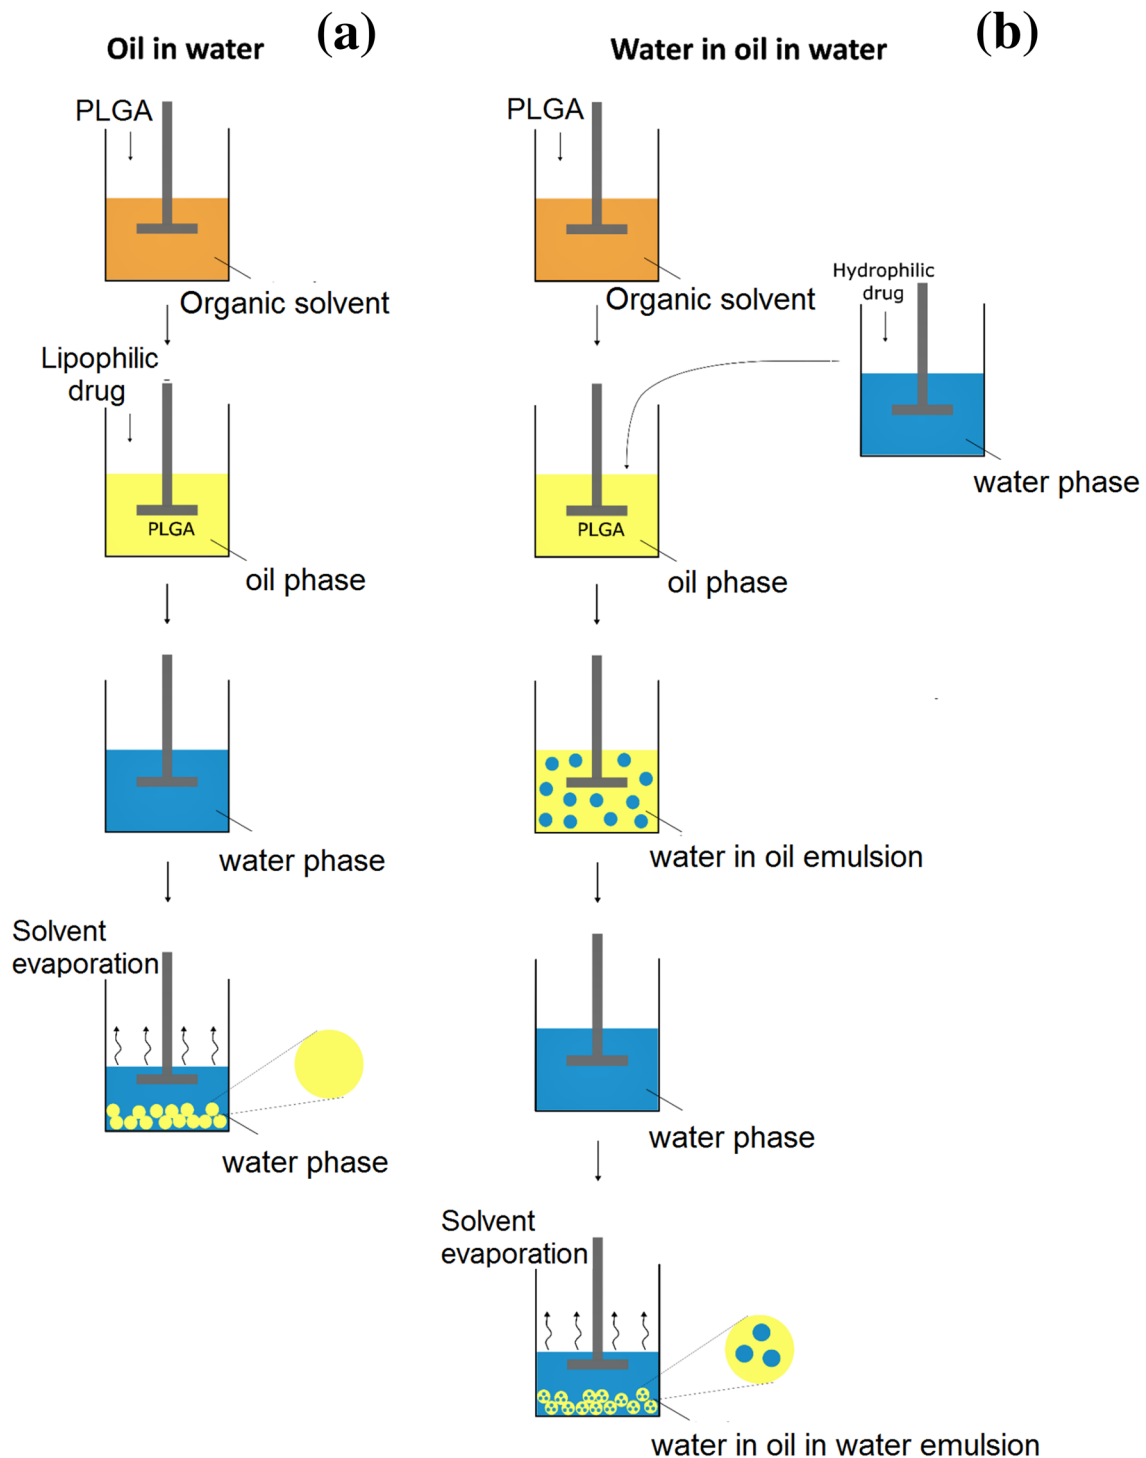 Oil in water
(a)
PLGA
Organic solvent
Lipophilic
drug
PLGA
oil phase
water phase
Solvent
evaporation
water phase
Water in oil in water
(b)
PLGA
Organic solvent
Hydrophilic
drug
water phase
PLGA
oil phase
water in oil emulsion
water phase
Solvent
evaporation
water in oil in water emulsion